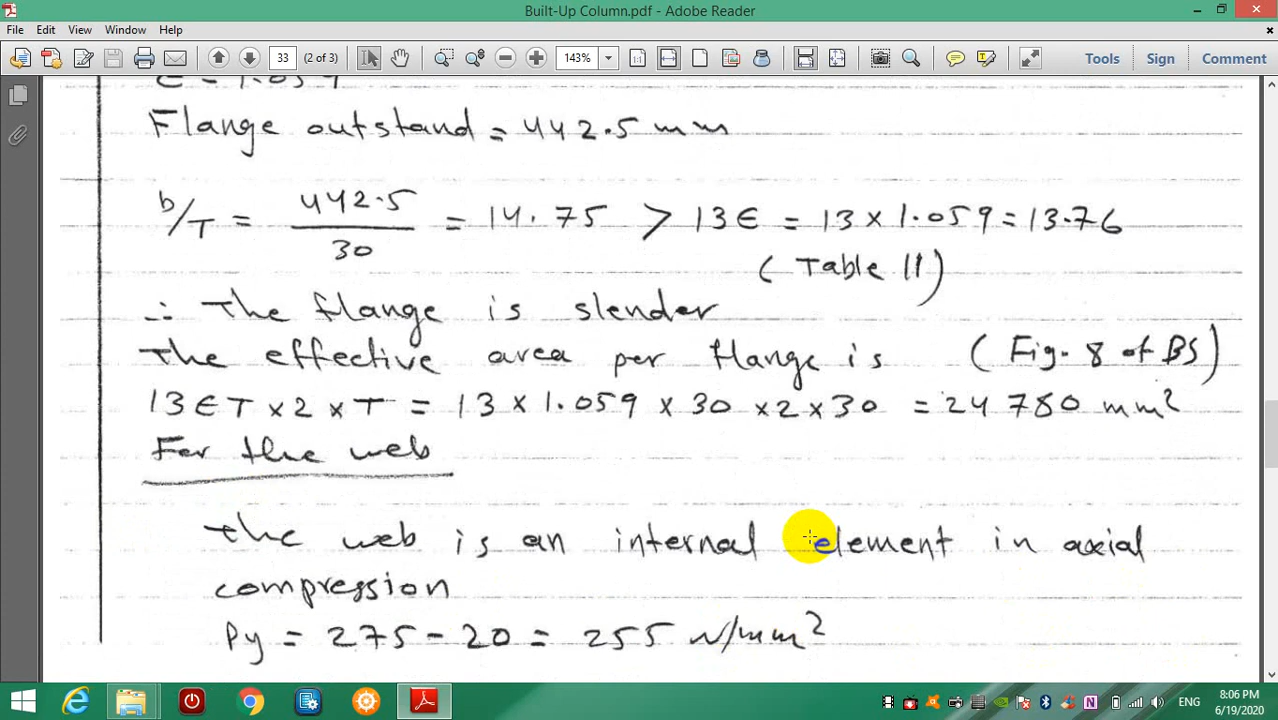 Built-Up Column.pdf - Adobe Reader
File Edit View Window Help
33 (2 of 3) 143% Tools Sign Comment
ϵ = 1.059
Flange outstand = 442.5 mm
b/T = 442.5/30 = 14.75 > 13ϵ = 13 × 1.059 = 13.76
(Table 11)
∴ The flange is slender
The effective area per flange is (Fig. 8 of BS)
13ϵT × 2 × T = 13 × 1.059 × 30 × 2 × 30 = 24 780 mm²
For the web
The web is an internal element in axial
compression
Py = 275 - 20 = 255 N/mm²
ENG
8:06 PM
6/19/2020